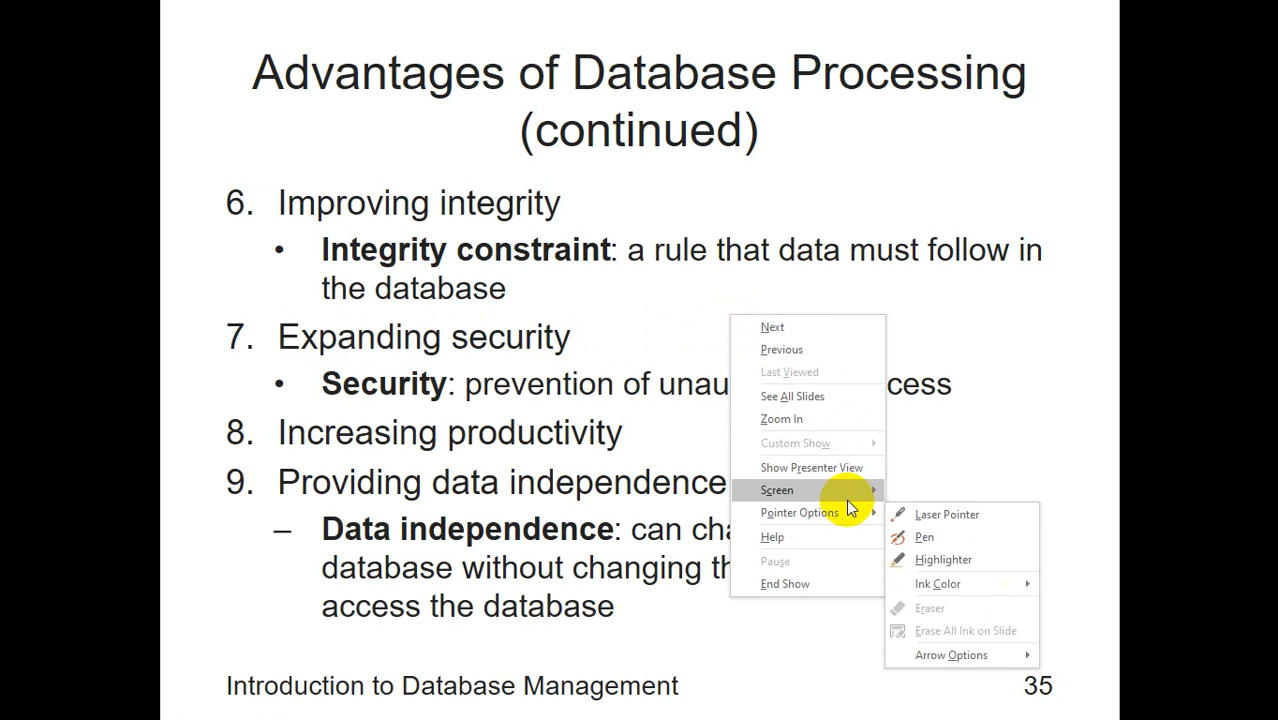 Advantages of Database Processing
(continued)
6. Improving integrity
• Integrity constraint: a rule that data must follow in
the database
7. Expanding security
• Security: prevention of unau cess
8. Increasing productivity
9. Providing data independence
– Data independence: can cha
database without changing th
access the database
Next
Previous
Last Viewed
See All Slides
Zoom In
Custom Show
Show Presenter View
Screen
Pointer Options
Help
Pause
End Show
Laser Pointer
Pen
Highlighter
Ink Color
Eraser
Erase All Ink on Slide
Arrow Options
Introduction to Database Management 35